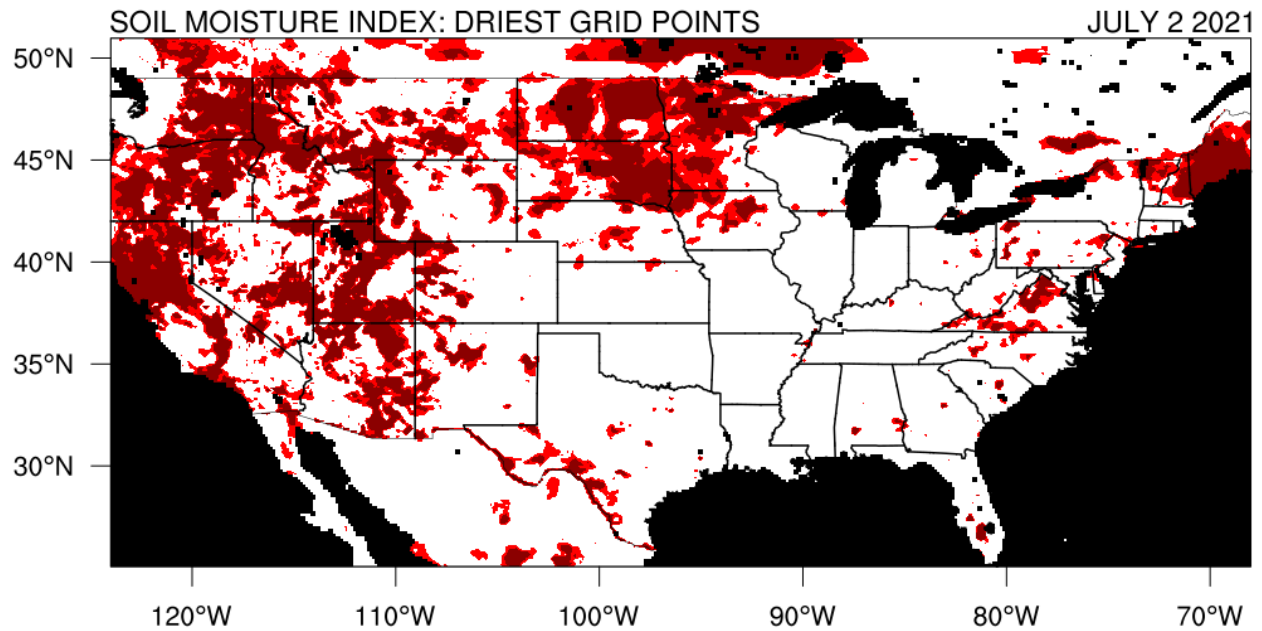 SOIL MOISTURE INDEX: DRIEST GRID POINTS JULY 2 2021
50°N
45°N
40°N
35°N
30°N
120°W 110°W 100°W 90°W 80°W 70°W